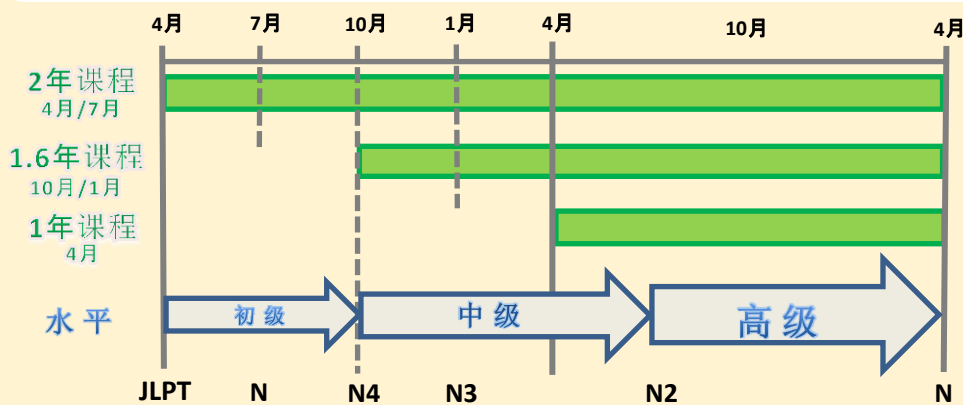 4月 7月 10月 1月 4月 10月 4月
2年课程
4月/7月
1.6年课程
10月/1月
1年课程
4月
水平 初级 中级 高级
JLPT N N4 N3 N2 N